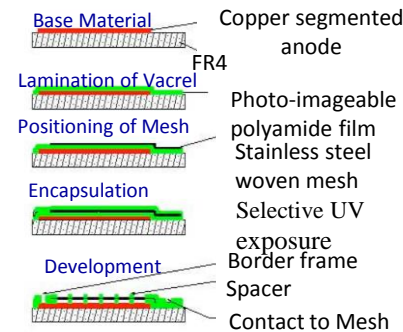 Base Material
Copper segmented
anode
FR4
Lamination of Vacrel
Photo-imageable
polyamide film
Positioning of Mesh
Stainless steel
woven mesh
Encapsulation
Selective UV
exposure
Development
Border frame
Spacer
Contact to Mesh